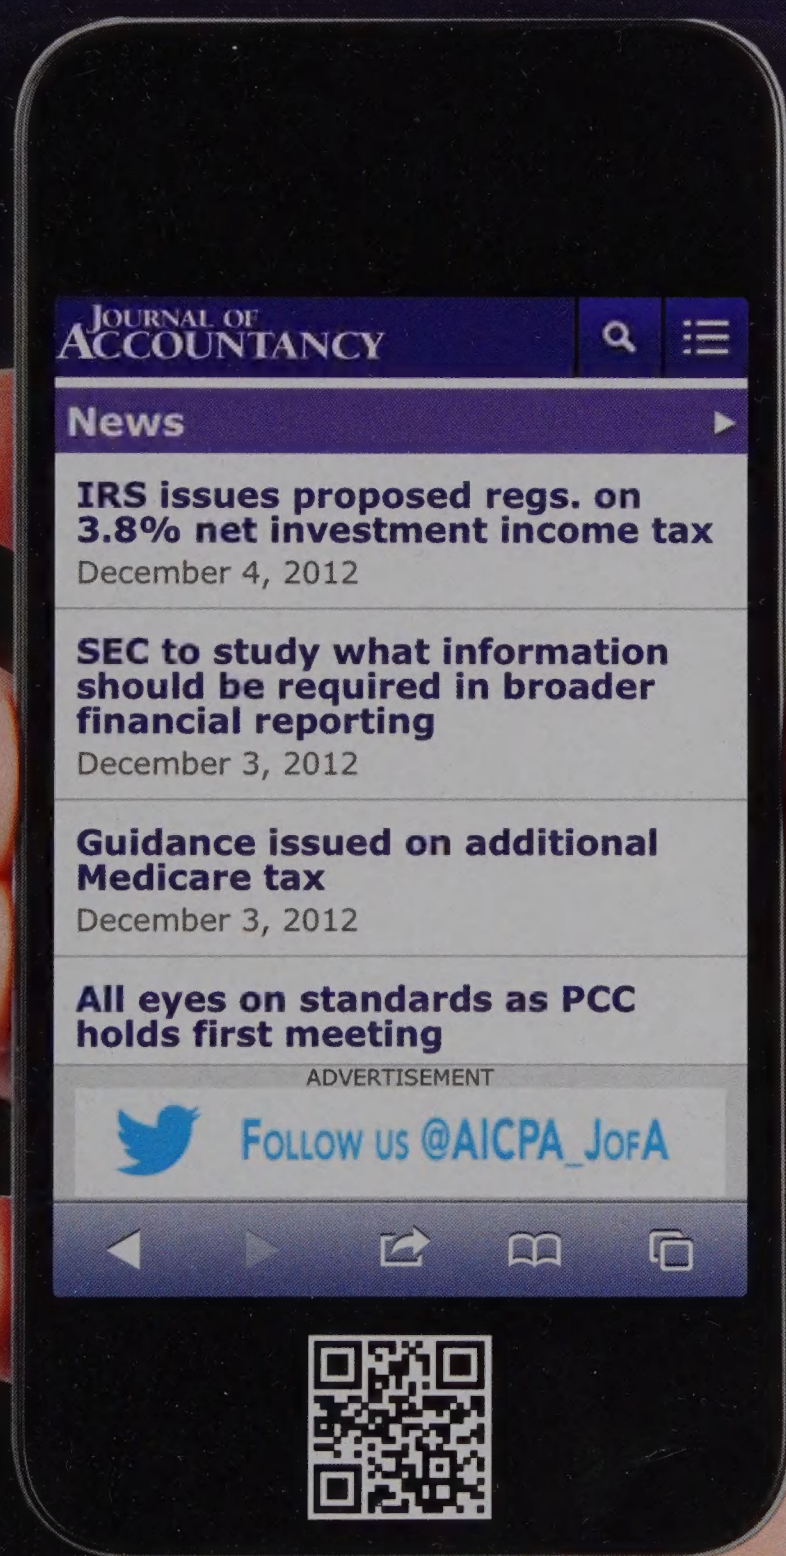 JOURNAL OF
ACCOUNTANCY
News
IRS issues proposed regs. on
3.8% net investment income tax
December 4, 2012
SEC to study what information
should be required in broader
financial reporting
December 3, 2012
Guidance issued on additional
Medicare tax
December 3, 2012
All eyes on standards as PCC
holds first meeting
ADVERTISEMENT
FOLLOW US @AICPA_JOFA